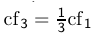 cf₃ = ⅓cf₁